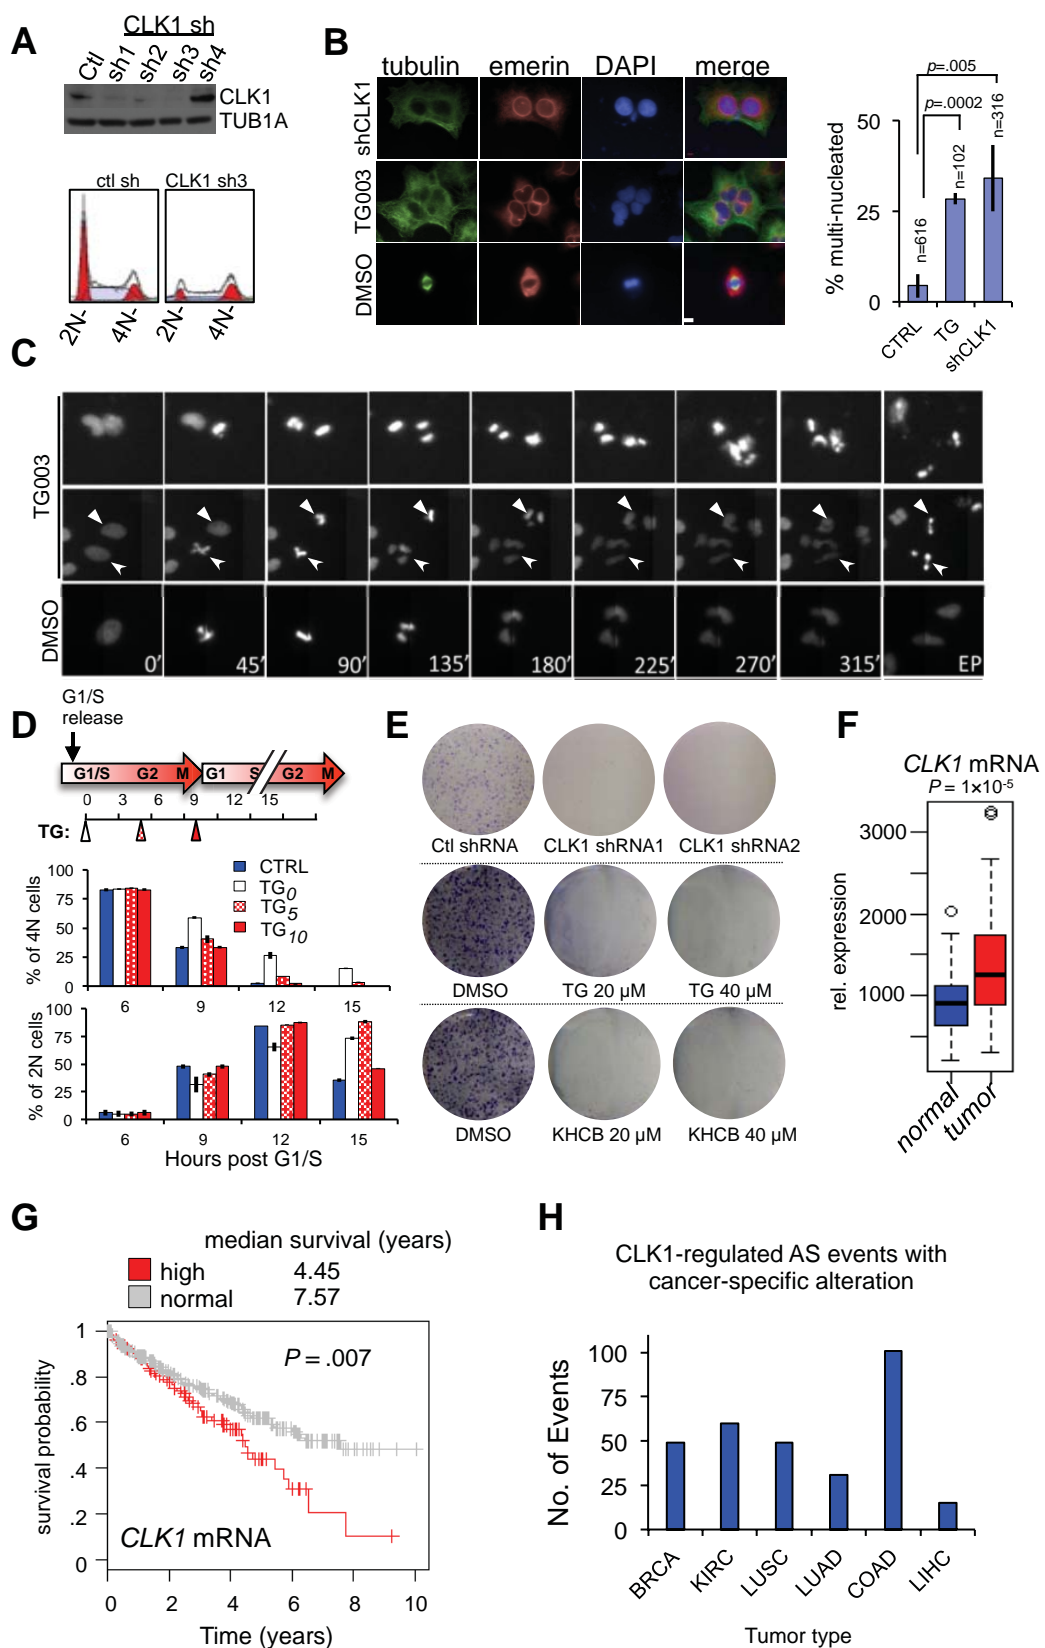 A
CLK1 sh
Ctl sh1 sh2 sh3 sh4
CLK1
TUB1A
ctl sh
CLK1 sh3
2N- 4N- 2N- 4N-
B
tubulin emerin DAPI merge
shCLK1
TG003
DMSO
p=.005
p=.0002
% multi-nucleated
50
25
0
n=616
n=102
n=316
CTRL TG shCLK1
C
TG003
DMSO
0′ 45′ 90′ 135′ 180′ 225′ 270′ 315′ EP
D
G1/S
release
G1/S G2 M G1 S G2 M
0 3 6 9 12 15
TG:
% of 4N cells
100
75
50
25
0
CTRL
TG0
TG5
TG10
6 9 12 15
% of 2N cells
100
75
50
25
0
6 9 12 15
Hours post G1/S
E
Ctl shRNA CLK1 shRNA1 CLK1 shRNA2
DMSO TG 20 µM TG 40 µM
DMSO KHCB 20 µM KHCB 40 µM
F
CLK1 mRNA
P = 1×10-5
rel. expression
3000
2000
1000
normal tumor
G
median survival (years)
high 4.45
normal 7.57
P = .007
survival probability
1
.8
.6
.4
.2
0
CLK1 mRNA
0 2 4 6 8 10
Time (years)
H
CLK1-regulated AS events with
cancer-specific alteration
No. of Events
100
50
25
0
BRCA KIRC LUSC LUAD COAD LIHC
Tumor type